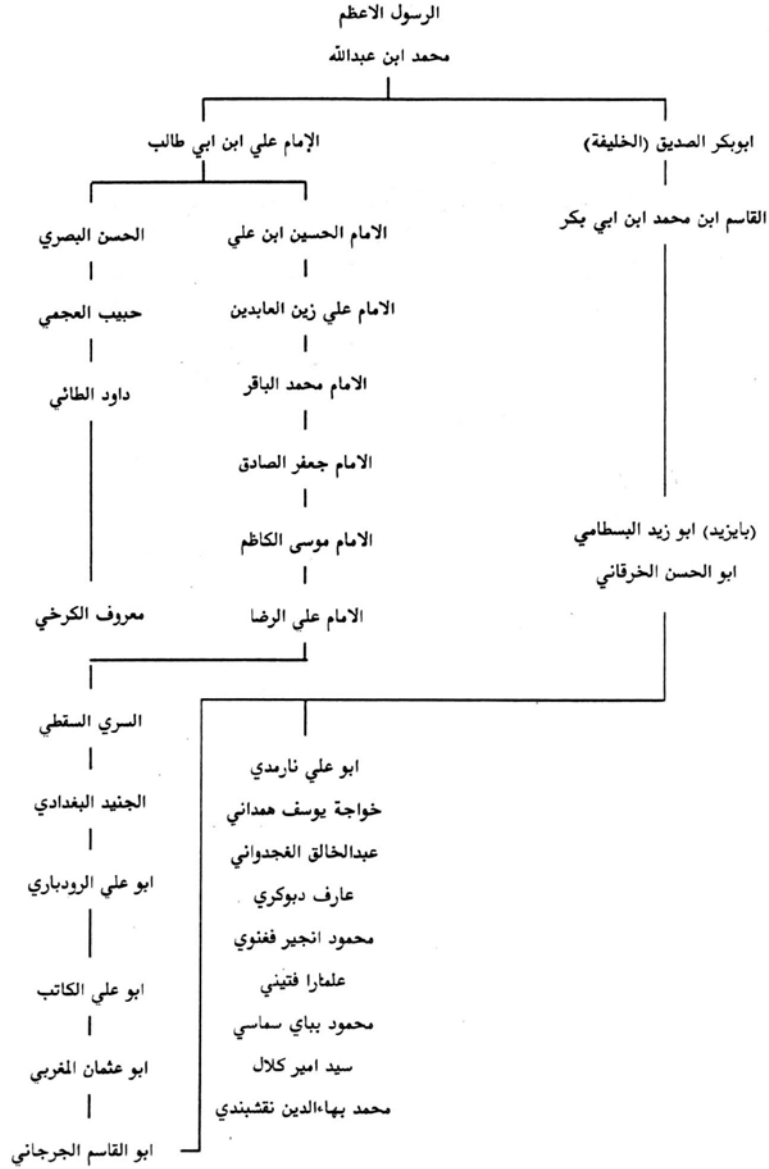 الرسول الاعظم
محمد ابن عبدالله
ابوبكر الصديق (الخليفة)
الإمام علي ابن ابي طالب
القاسم ابن محمد ابن ابي بكر
الامام الحسين ابن علي
الحسن البصري
الامام علي زين العابدين
حبيب العجمي
الامام محمد الباقر
داود الطائي
الامام جعفر الصادق
(بايزيد) ابو زيد البسطامي
الامام موسى الكاظم
ابو الحسن الخرقاني
الامام علي الرضا
معروف الكرخي
السري السقطي
ابو علي نارمدي
الجنيد البغدادي
خواجة يوسف همداني
عبدالخالق الغجدواني
ابو علي الرودباري
عارف دبوكري
محمود انجير فغنوي
علمارا فتيني
ابو علي الكاتب
محمود بباي سماسي
سيد امير كلال
ابو عثمان المغربي
محمد بهاءالدين نقشبندي
ابو القاسم الجرجاني